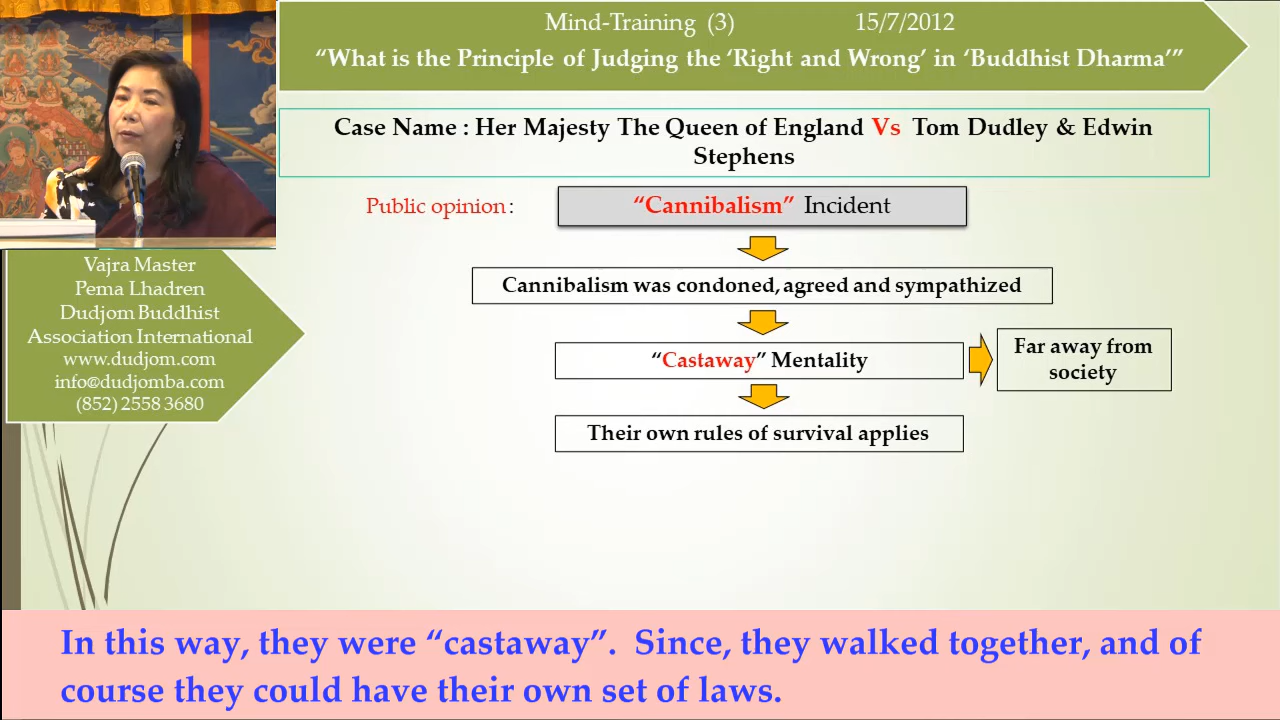 Mind-Training (3) 15/7/2012
“What is the Principle of Judging the ‘Right and Wrong’ in ‘Buddhist Dharma’”
Case Name : Her Majesty The Queen of England Vs Tom Dudley & Edwin
Stephens
Public opinion :
“Cannibalism” Incident
Cannibalism was condoned, agreed and sympathized
“Castaway” Mentality
Far away from
society
Their own rules of survival applies
Vajra Master
Pema Lhadren
Dudjom Buddhist
Association International
www.dudjom.com
info@dudjomba.com
(852) 2558 3680
In this way, they were “castaway”. Since, they walked together, and of
course they could have their own set of laws.